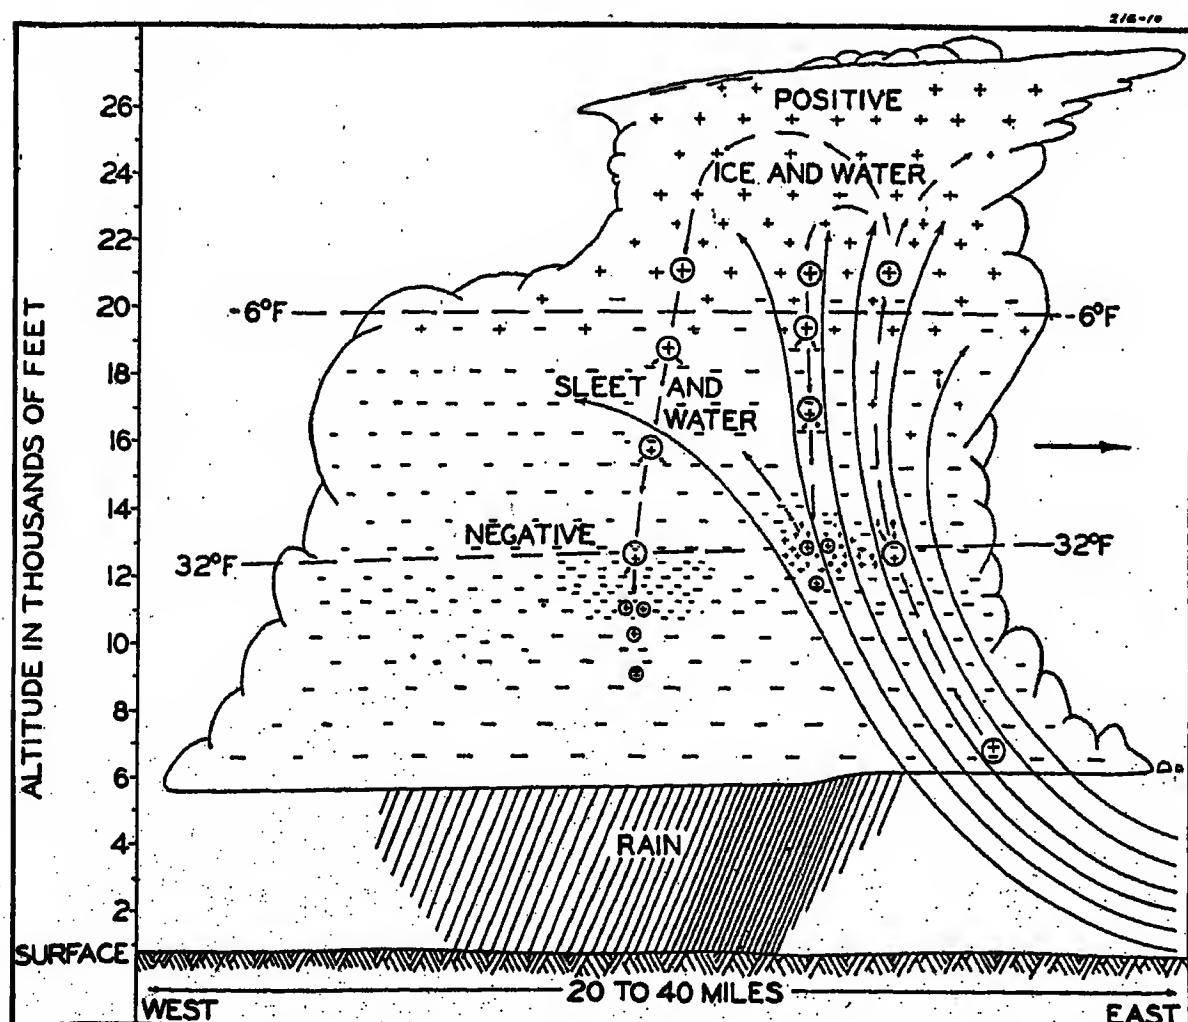 216-10
POSITIVE
ICE AND WATER
-6°F
-6°F
SLEET AND
WATER
NEGATIVE
32°F
32°F
RAIN
ALTITUDE IN THOUSANDS OF FEET
26
24
22
20
18
16
14
12
10
8
6
4
2
SURFACE
20 TO 40 MILES
WEST
EAST